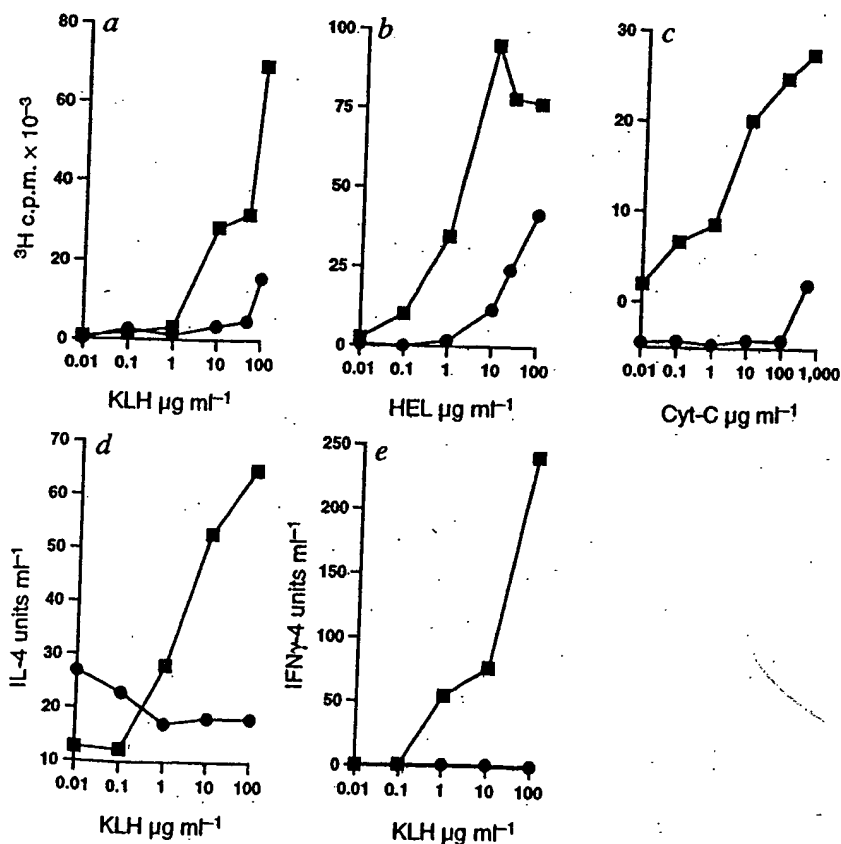 a
80
60
40
20
0
³H c.p.m. × 10⁻³
0.01 0.1 1 10 100
KLH µg ml⁻¹
b
100
75
50
25
0
0.01 0.1 1 10 100
HEL µg ml⁻¹
c
30
20
10
0
0.01 0.1 1 10 100 1,000
Cyt-C µg ml⁻¹
d
70
60
50
40
30
20
10
IL-4 units ml⁻¹
0.01 0.1 1 10 100
KLH µg ml⁻¹
e
250
200
150
100
50
0
IFNγ-4 units ml⁻¹
0.01 0.1 1 10 100
KLH µg ml⁻¹